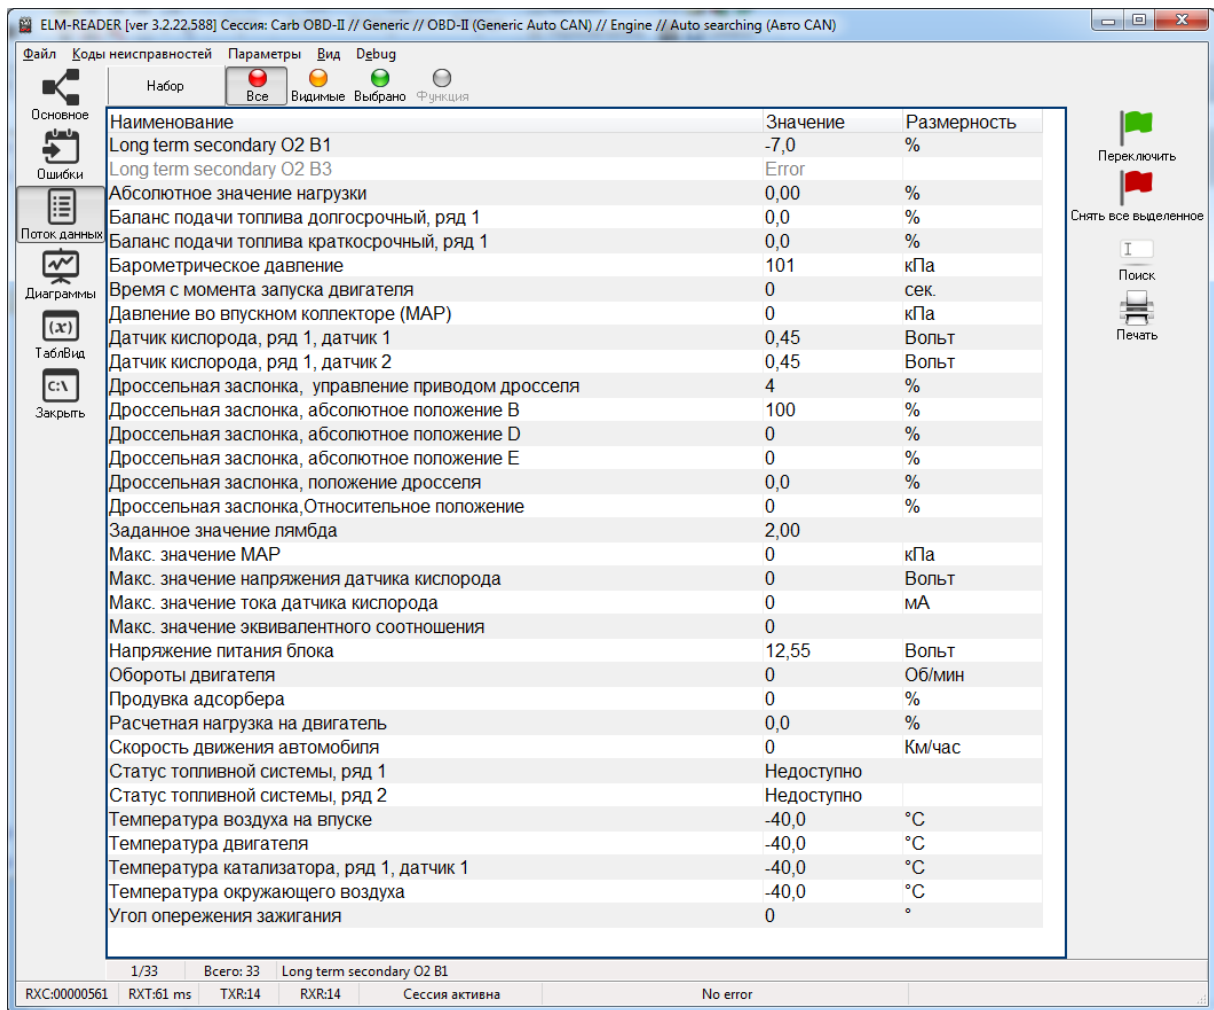 ELM-READER [ver 3.2.22.588] Сессия: Carb OBD-II // Generic // OBD-II (Generic Auto CAN) // Engine // Auto searching (Авто CAN)
Файл Коды неисправностей Параметры Вид Debug
Набор Все Видимые Выбрано Функция
Основное
Ошибки
Поток данных
Диаграммы
(x)
ТаблВид
C:\
Закрыть
Наименование Значение Размерность
Long term secondary O2 B1 -7,0 %
Long term secondary O2 B3 Error
Абсолютное значение нагрузки 0,00 %
Баланс подачи топлива долгосрочный, ряд 1 0,0 %
Баланс подачи топлива краткосрочный, ряд 1 0,0 %
Барометрическое давление 101 кПа
Время с момента запуска двигателя 0 сек.
Давление во впускном коллекторе (MAP) 0 кПа
Датчик кислорода, ряд 1, датчик 1 0,45 Вольт
Датчик кислорода, ряд 1, датчик 2 0,45 Вольт
Дроссельная заслонка, управление приводом дросселя 4 %
Дроссельная заслонка, абсолютное положение B 100 %
Дроссельная заслонка, абсолютное положение D 0 %
Дроссельная заслонка, абсолютное положение E 0 %
Дроссельная заслонка, положение дросселя 0,0 %
Дроссельная заслонка,Относительное положение 0 %
Заданное значение лямбда 2,00
Макс. значение MAP 0 кПа
Макс. значение напряжения датчика кислорода 0 Вольт
Макс. значение тока датчика кислорода 0 мА
Макс. значение эквивалентного соотношения 0
Напряжение питания блока 12,55 Вольт
Обороты двигателя 0 Об/мин
Продувка адсорбера 0 %
Расчетная нагрузка на двигатель 0,0 %
Скорость движения автомобиля 0 Км/час
Статус топливной системы, ряд 1 Недоступно
Статус топливной системы, ряд 2 Недоступно
Температура воздуха на впуске -40,0 °C
Температура двигателя -40,0 °C
Температура катализатора, ряд 1, датчик 1 -40,0 °C
Температура окружающего воздуха -40,0 °C
Угол опережения зажигания 0 °
Переключить
Снять все выделенное
Поиск
Печать
1/33 Всего: 33 Long term secondary O2 B1
RXC:00000561 RXT:61 ms TXR:14 RXR:14 Сессия активна No error